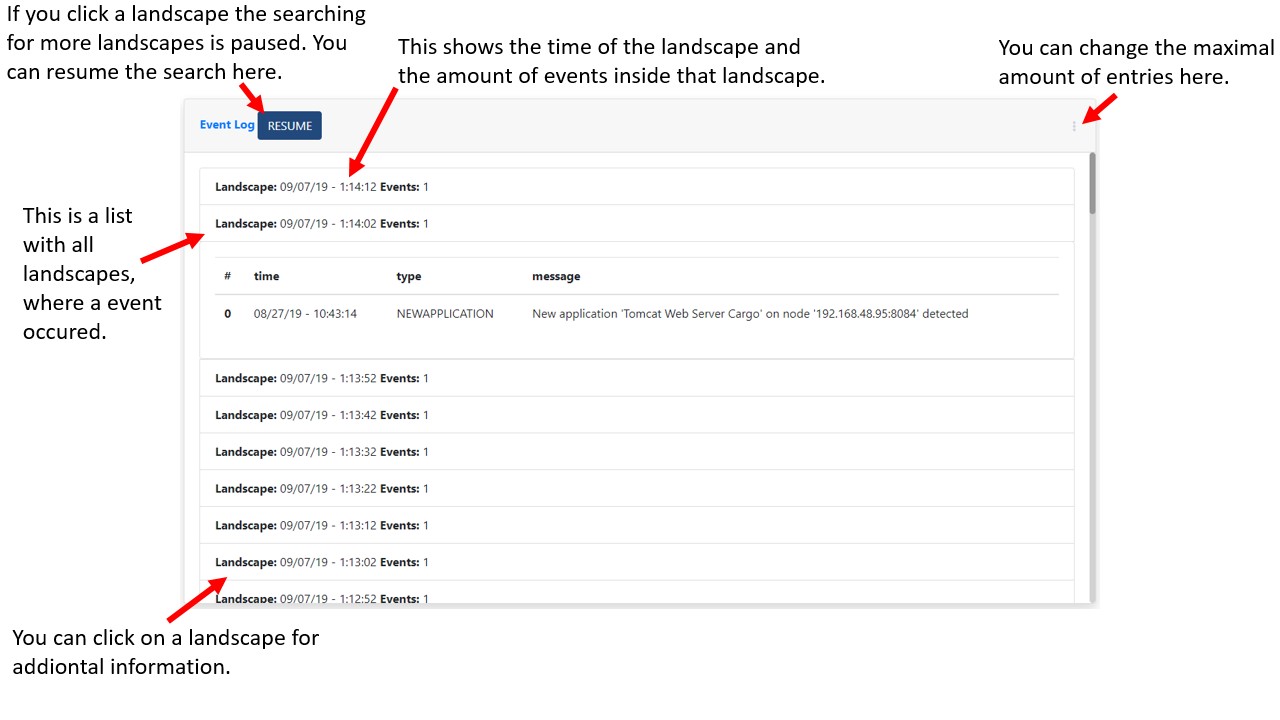 If you click a landscape the searching
for more landscapes is paused. You
can resume the search here.
This shows the time of the landscape and
the amount of events inside that landscape.
You can change the maximal
amount of entries here.
Event Log RESUME
Landscape: 09/07/19 - 1:14:12 Events: 1
Landscape: 09/07/19 - 1:14:02 Events: 1
This is a list
with all
landscapes,
where a event
occured.
# time type message
0 08/27/19 - 10:43:14 NEWAPPLICATION New application 'Tomcat Web Server Cargo' on node '192.168.48.95:8084' detected
Landscape: 09/07/19 - 1:13:52 Events: 1
Landscape: 09/07/19 - 1:13:42 Events: 1
Landscape: 09/07/19 - 1:13:32 Events: 1
Landscape: 09/07/19 - 1:13:22 Events: 1
Landscape: 09/07/19 - 1:13:12 Events: 1
Landscape: 09/07/19 - 1:13:02 Events: 1
Landscape: 09/07/19 - 1:12:52 Events: 1
You can click on a landscape for
addiontal information.